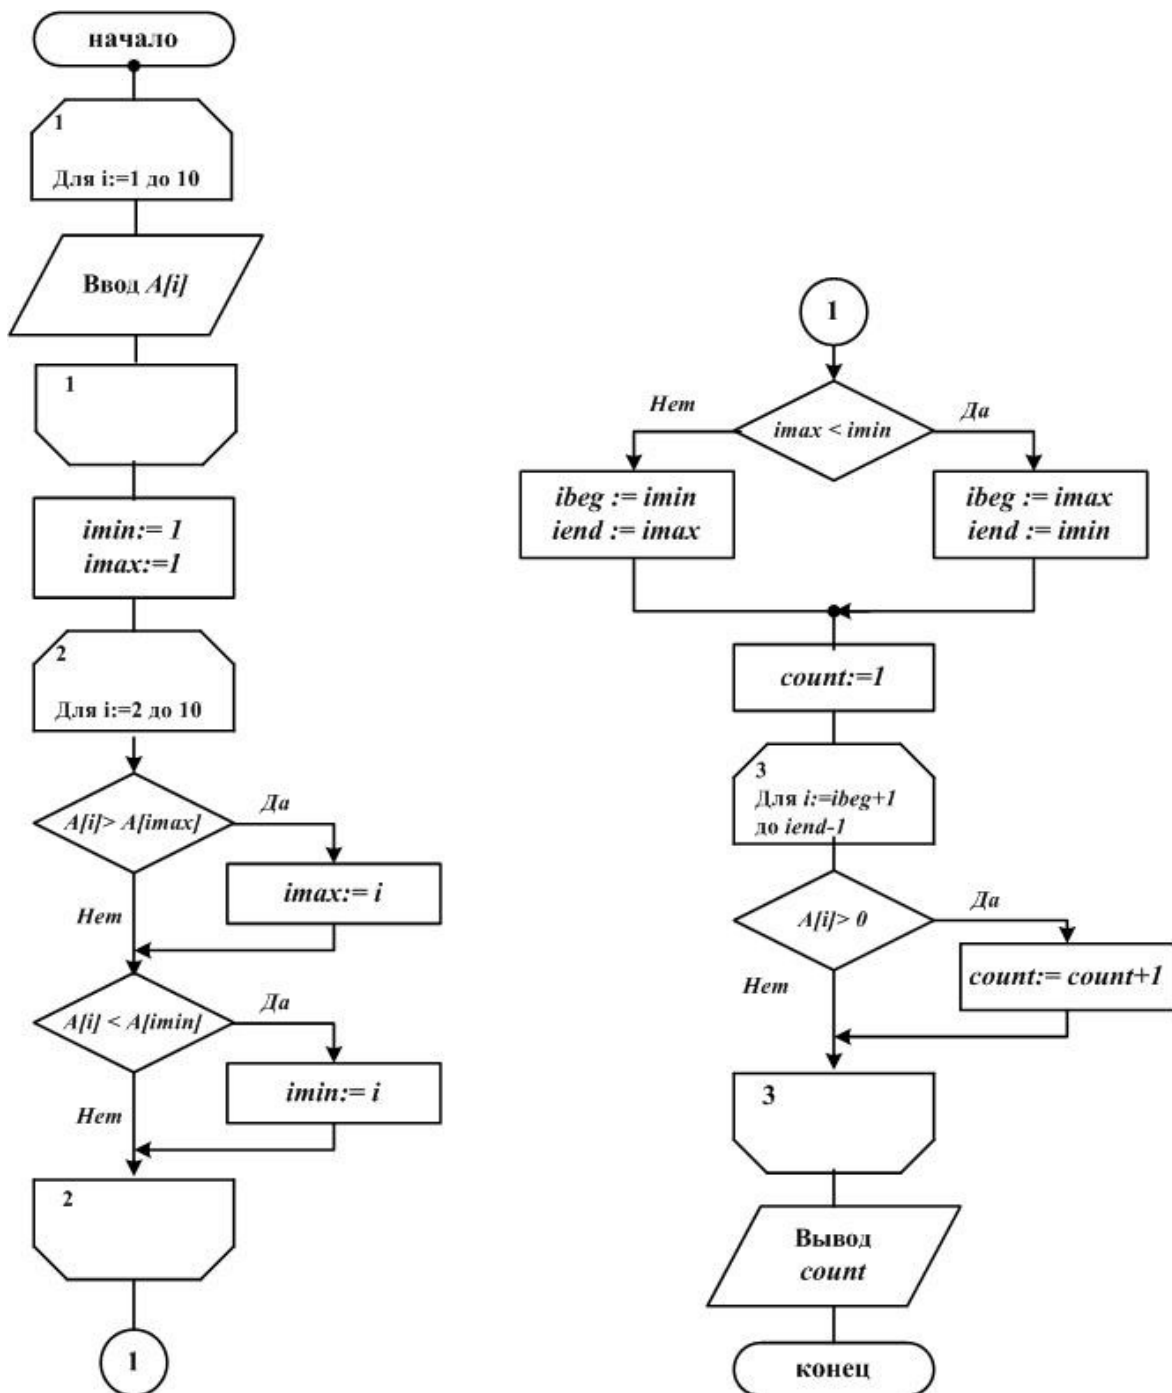 начало
1
Для i:=1 до 10
Ввод A[i]
1
imin:= 1
imax:=1
2
Для i:=2 до 10
A[i]> A[imax]
Да
imax:= i
Нет
A[i] < A[imin]
Да
imin:= i
Нет
2
1
1
imax < imin
Нет
Да
ibeg := imin
iend := imax
ibeg := imax
iend := imin
count:=1
3
Для i:=ibeg+1
до iend-1
A[i]> 0
Да
count:= count+1
Нет
3
Вывод
count
конец